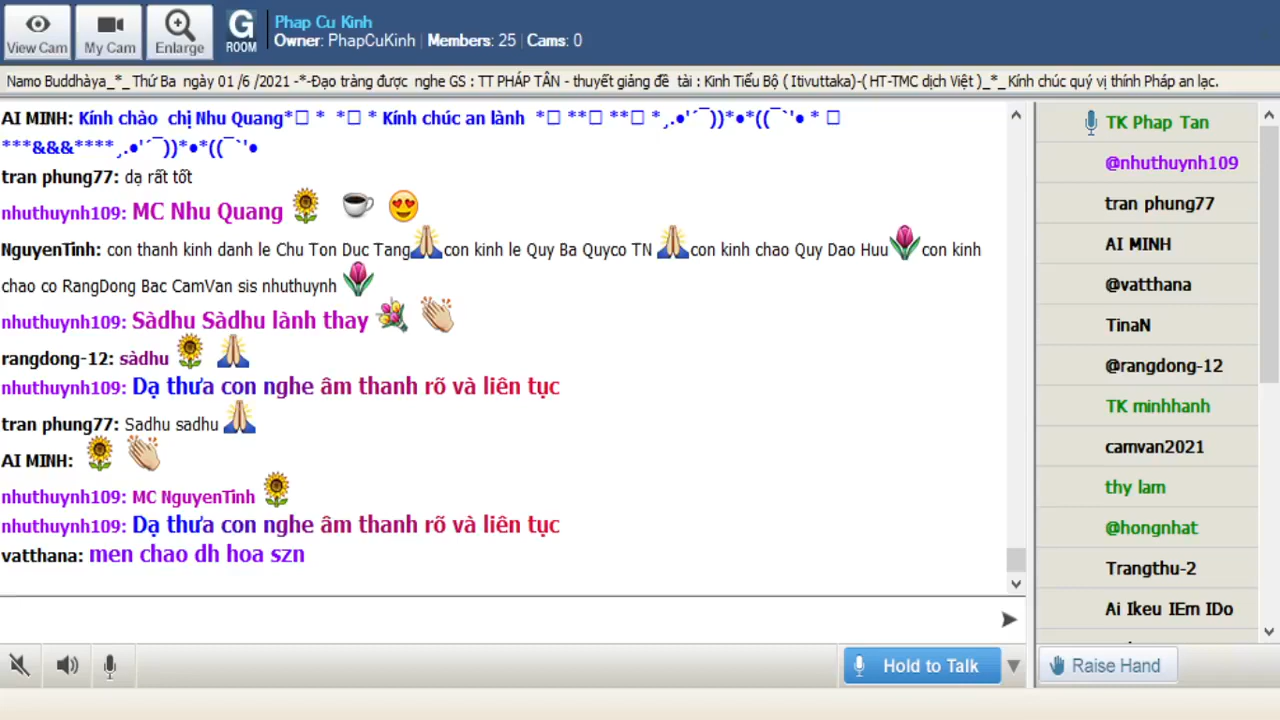 View Cam
My Cam
Enlarge
G
ROOM
Phap Cu Kinh
Owner: PhapCuKinh | Members: 25 | Cams: 0
Namo Buddhàya_*_Thứ Ba ngày 01 /6 /2021 -*-Đạo tràng được nghe GS : TT PHÁP TÂN - thuyết giảng đề tài : Kinh Tiểu Bộ ( Itivuttaka)-( HT-TMC dịch Việt )_*_Kính chúc quý vị thính Pháp an lạc.
AI MINH: Kính chào chị Nhu Quang*□ * *□ * Kính chúc an lành *□ **□ **□ *¸.●'´¯))*●*((¯`'● * □
***&&&****¸.●'´¯))*●*((¯`'●
tran phung77: dạ rất tốt
nhuthuynh109: MC Nhu Quang
NguyenTinh: con thanh kinh danh le Chu Ton Duc Tang con kinh le Quy Ba Quyco TN con kinh chao Quy Dao Huu con kinh
chao co RangDong Bac CamVan sis nhuthuynh
nhuthuynh109: Sàdhu Sàdhu lành thay
rangdong-12: sàdhu
nhuthuynh109: Dạ thưa con nghe âm thanh rõ và liên tục
tran phung77: Sadhu sadhu
AI MINH:
nhuthuynh109: MC NguyenTinh
nhuthuynh109: Dạ thưa con nghe âm thanh rõ và liên tục
vatthana: men chao dh hoa szn
TK Phap Tan
@nhuthuynh109
tran phung77
AI MINH
@vatthana
TinaN
@rangdong-12
TK minhhanh
camvan2021
thy lam
@hongnhat
Trangthu-2
Ai Ikeu IEm IDo
Hold to Talk
Raise Hand